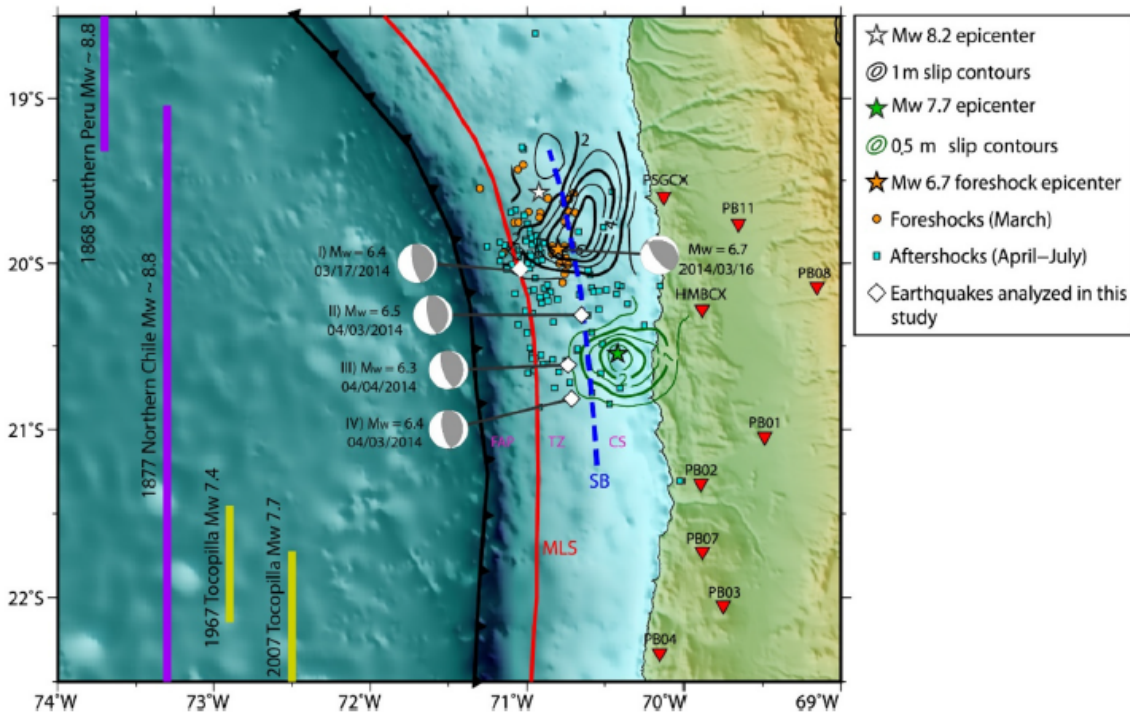 1868 Southern Peru Mw ~ 8.8
1877 Northern Chile Mw ~ 8.8
1967 Tocopilla Mw 7.4
2007 Tocopilla Mw 7.7
19°S
20°S
21°S
22°S
74°W
73°W
72°W
71°W
70°W
69°W
I) Mw = 6.4
03/17/2014
II) Mw = 6.5
04/03/2014
III) Mw = 6.3
04/04/2014
IV) Mw = 6.4
04/03/2014
Mw = 6.7
2014/03/16
2
4
2
TZ
CS
SB
MLS
PSGCX
PB11
PB08
HMBCX
PB01
PB02
PB07
PB03
PB04
Mw 8.2 epicenter
1 m slip contours
Mw 7.7 epicenter
0,5 m slip contours
Mw 6.7 foreshock epicenter
Foreshocks (March)
Aftershocks (April–July)
Earthquakes analyzed in this
study